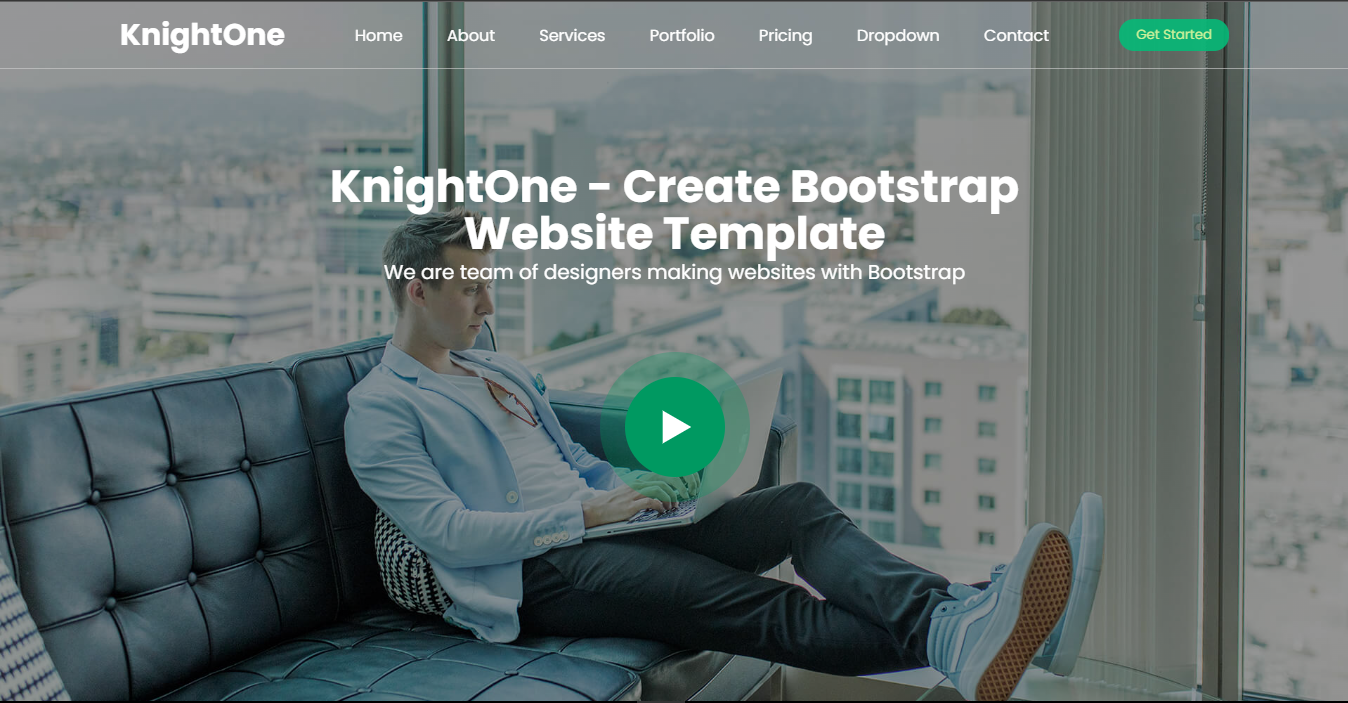 KnightOne
Home
About
Services
Portfolio
Pricing
Dropdown
Contact
Get Started
KnightOne - Create Bootstrap
Website Template
We are team of designers making websites with Bootstrap